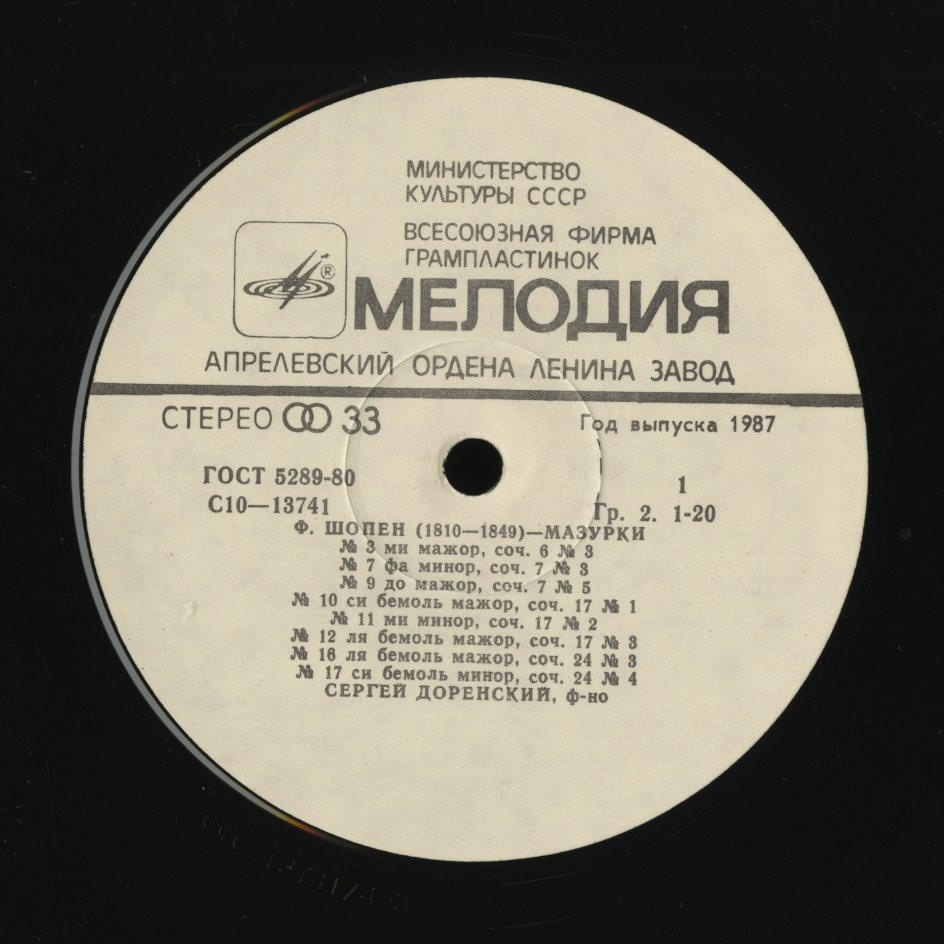 МИНИСТЕРСТВО
КУЛЬТУРЫ СССР
ВСЕСОЮЗНАЯ ФИРМА
ГРАМПЛАСТИНОК
®
МЕЛОДИЯ
АПРЕЛЕВСКИЙ ОРДЕНА ЛЕНИНА ЗАВОД
СТЕРЕО 33
Год выпуска 1987
ГОСТ 5289-80
1
С10—13741
Гр. 2. 1-20
Ф. ШОПЕН (1810—1849)—МАЗУРКИ
№ 3 ми мажор, соч. 6 № 3
№ 7 фа минор, соч. 7 № 3
№ 9 до мажор, соч. 7 № 5
№ 10 си бемоль мажор, соч. 17 № 1
№ 11 ми минор, соч. 17 № 2
№ 12 ля бемоль мажор, соч. 17 № 3
№ 16 ля бемоль мажор, соч. 24 № 3
№ 17 си бемоль минор, соч. 24 № 4
СЕРГЕЙ ДОРЕНСКИЙ, ф-но